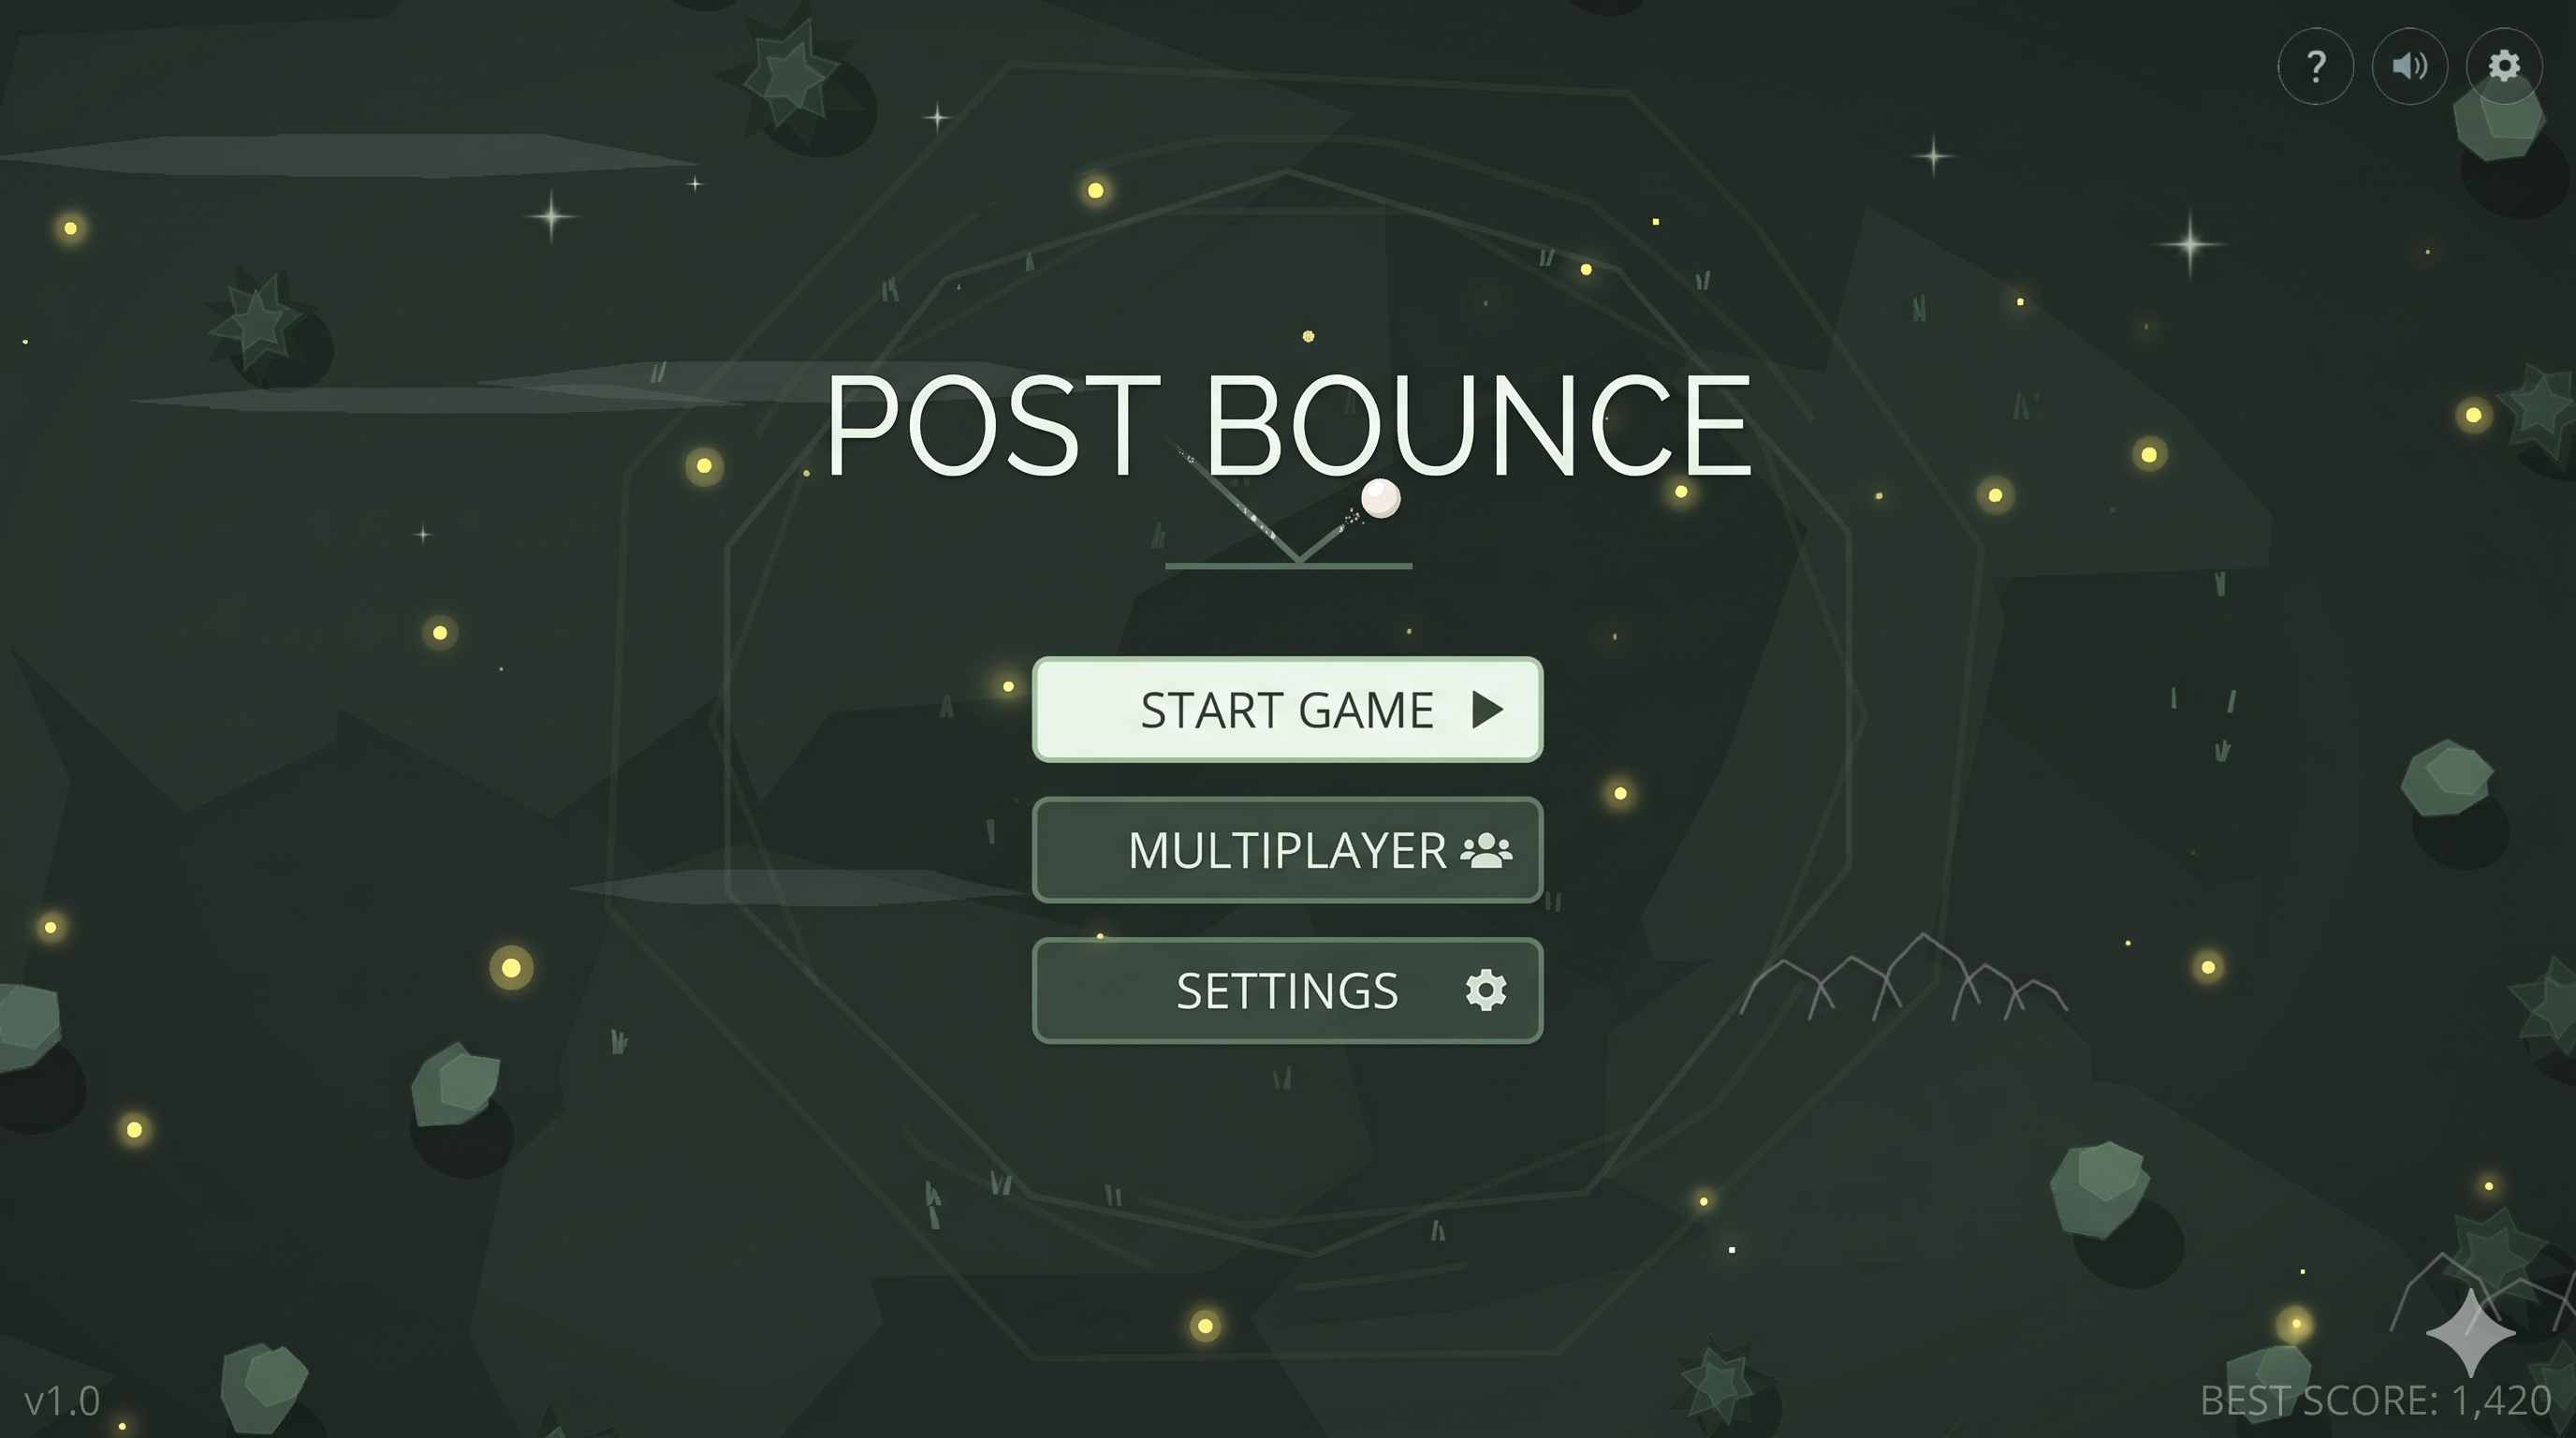 ?
POST BOUNCE
START GAME
MULTIPLAYER
SETTINGS
v1.0
BEST SCORE: 1,420